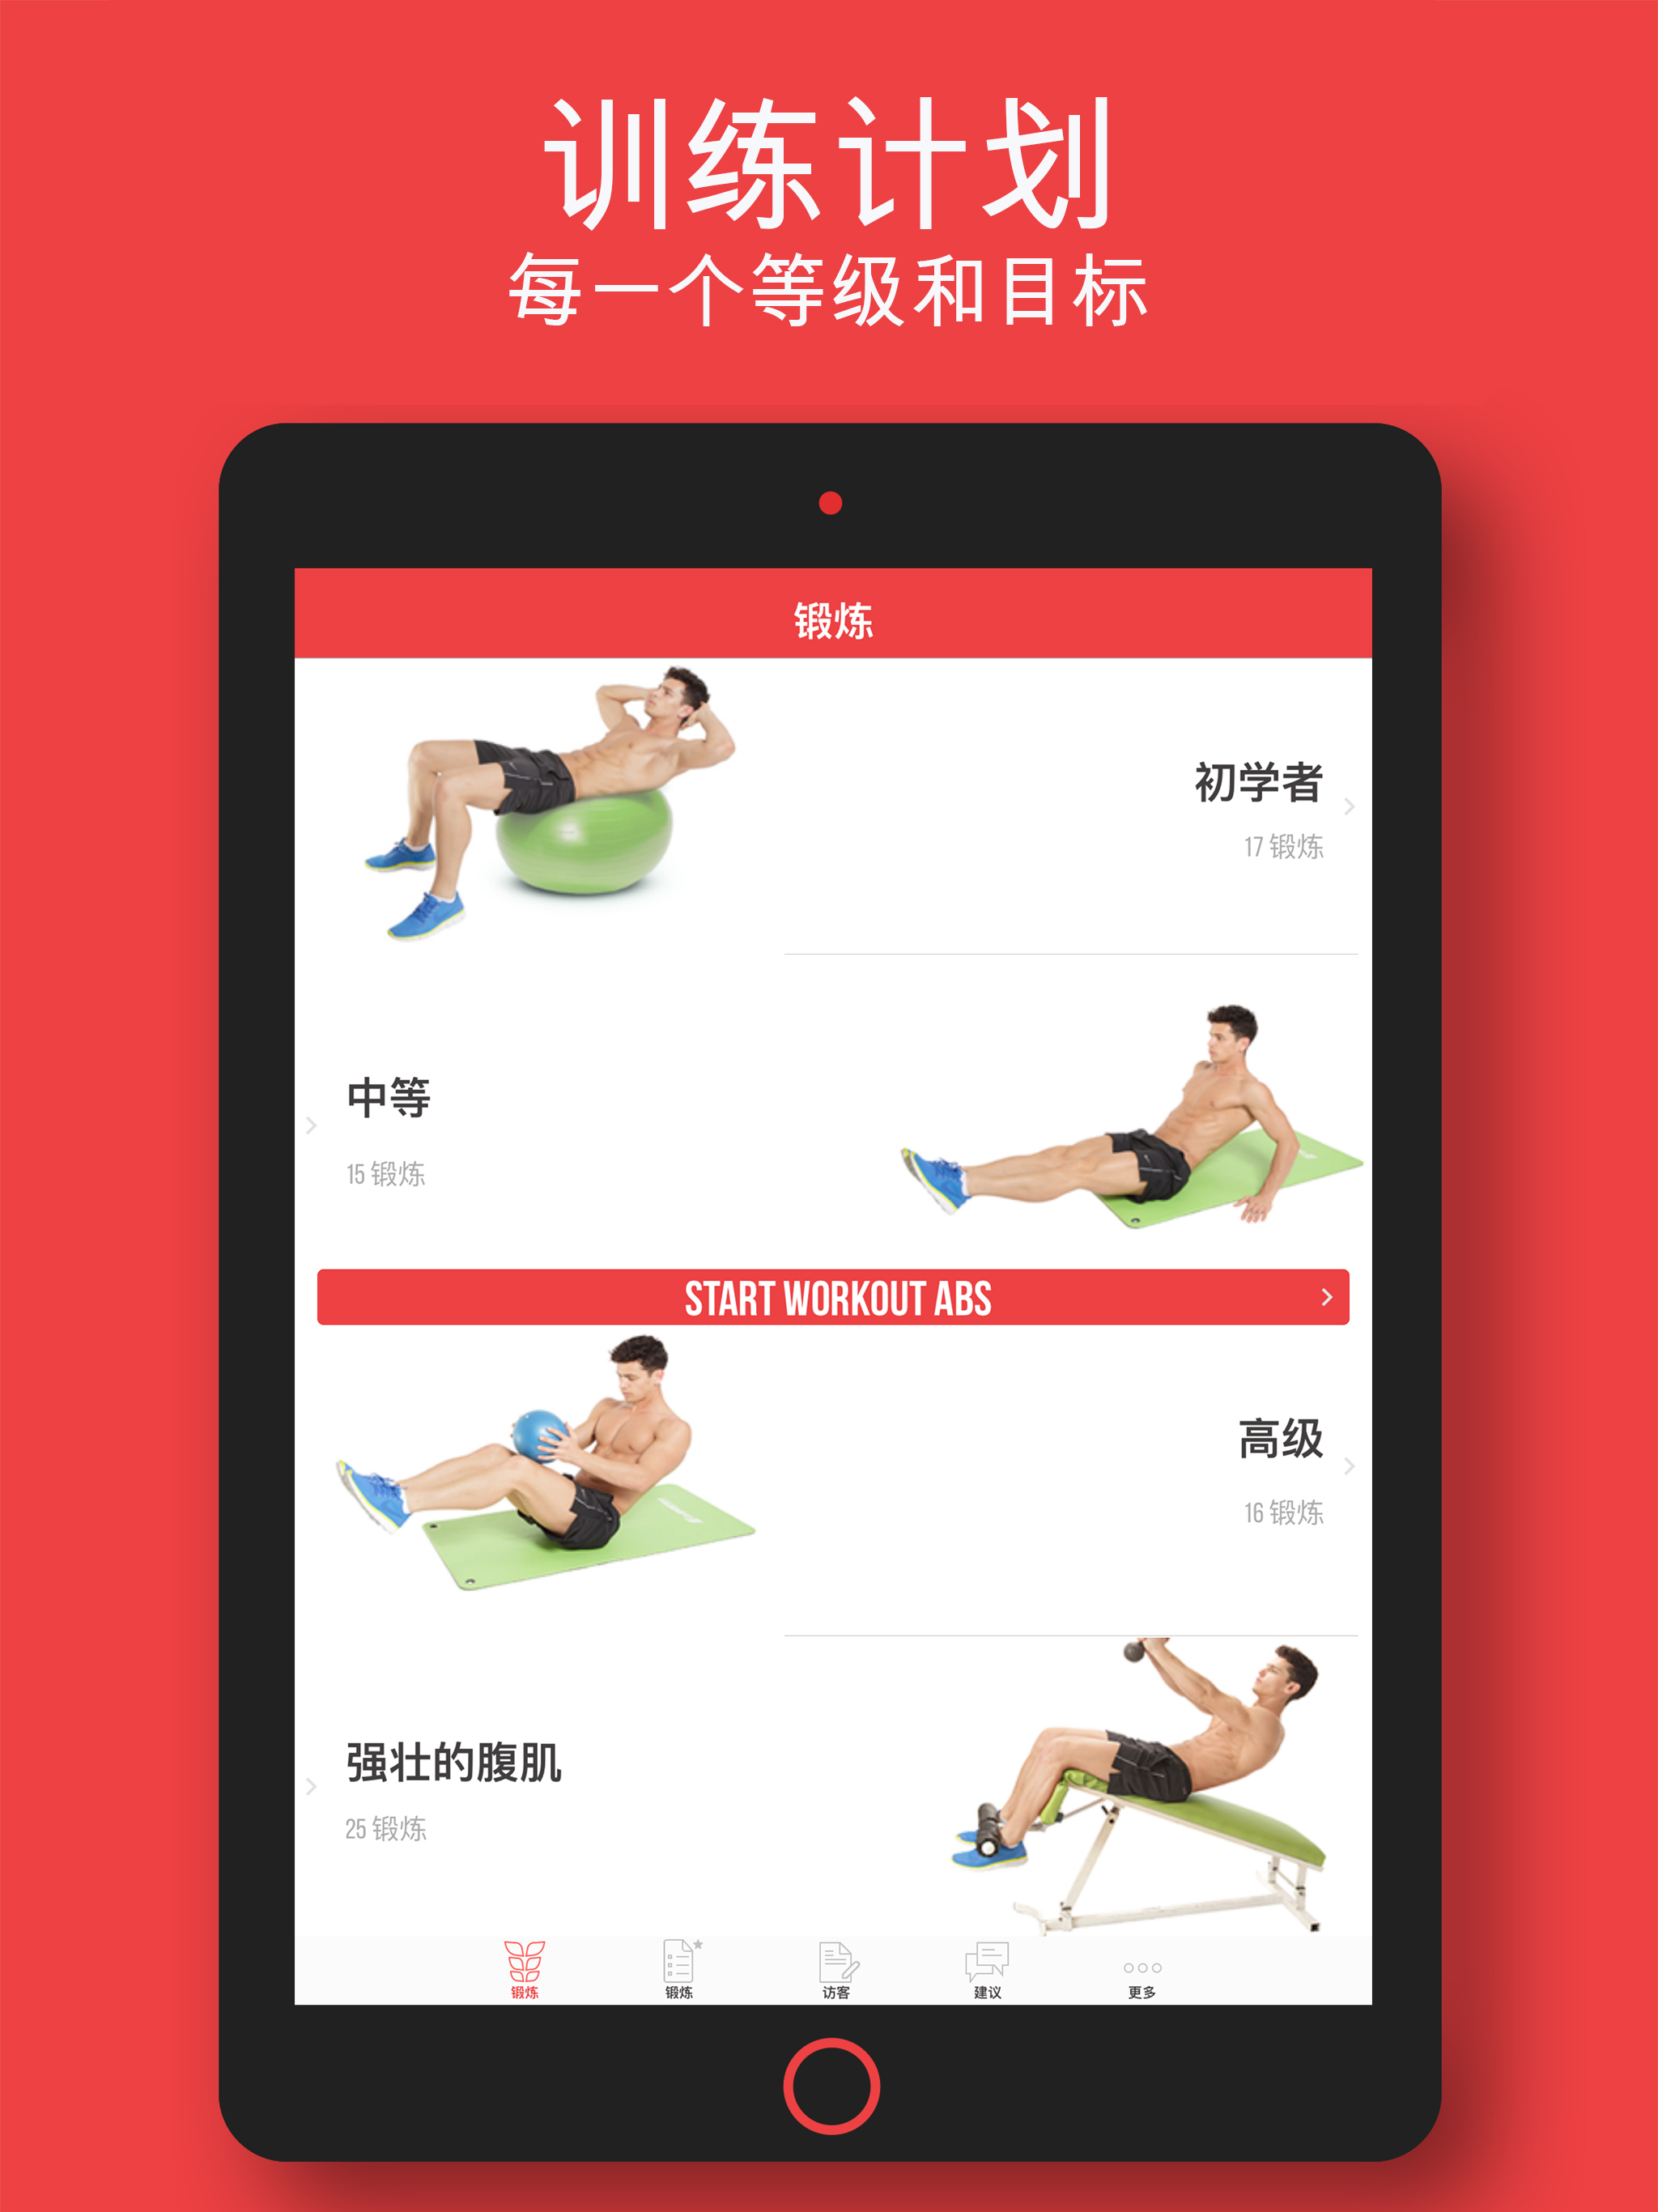 训练计划
每一个等级和目标
锻炼
初学者
17 锻炼
中等
15 锻炼
START WORKOUT ABS
高级
16 锻炼
强壮的腹肌
25 锻炼
锻炼
锻炼
访客
建议
更多